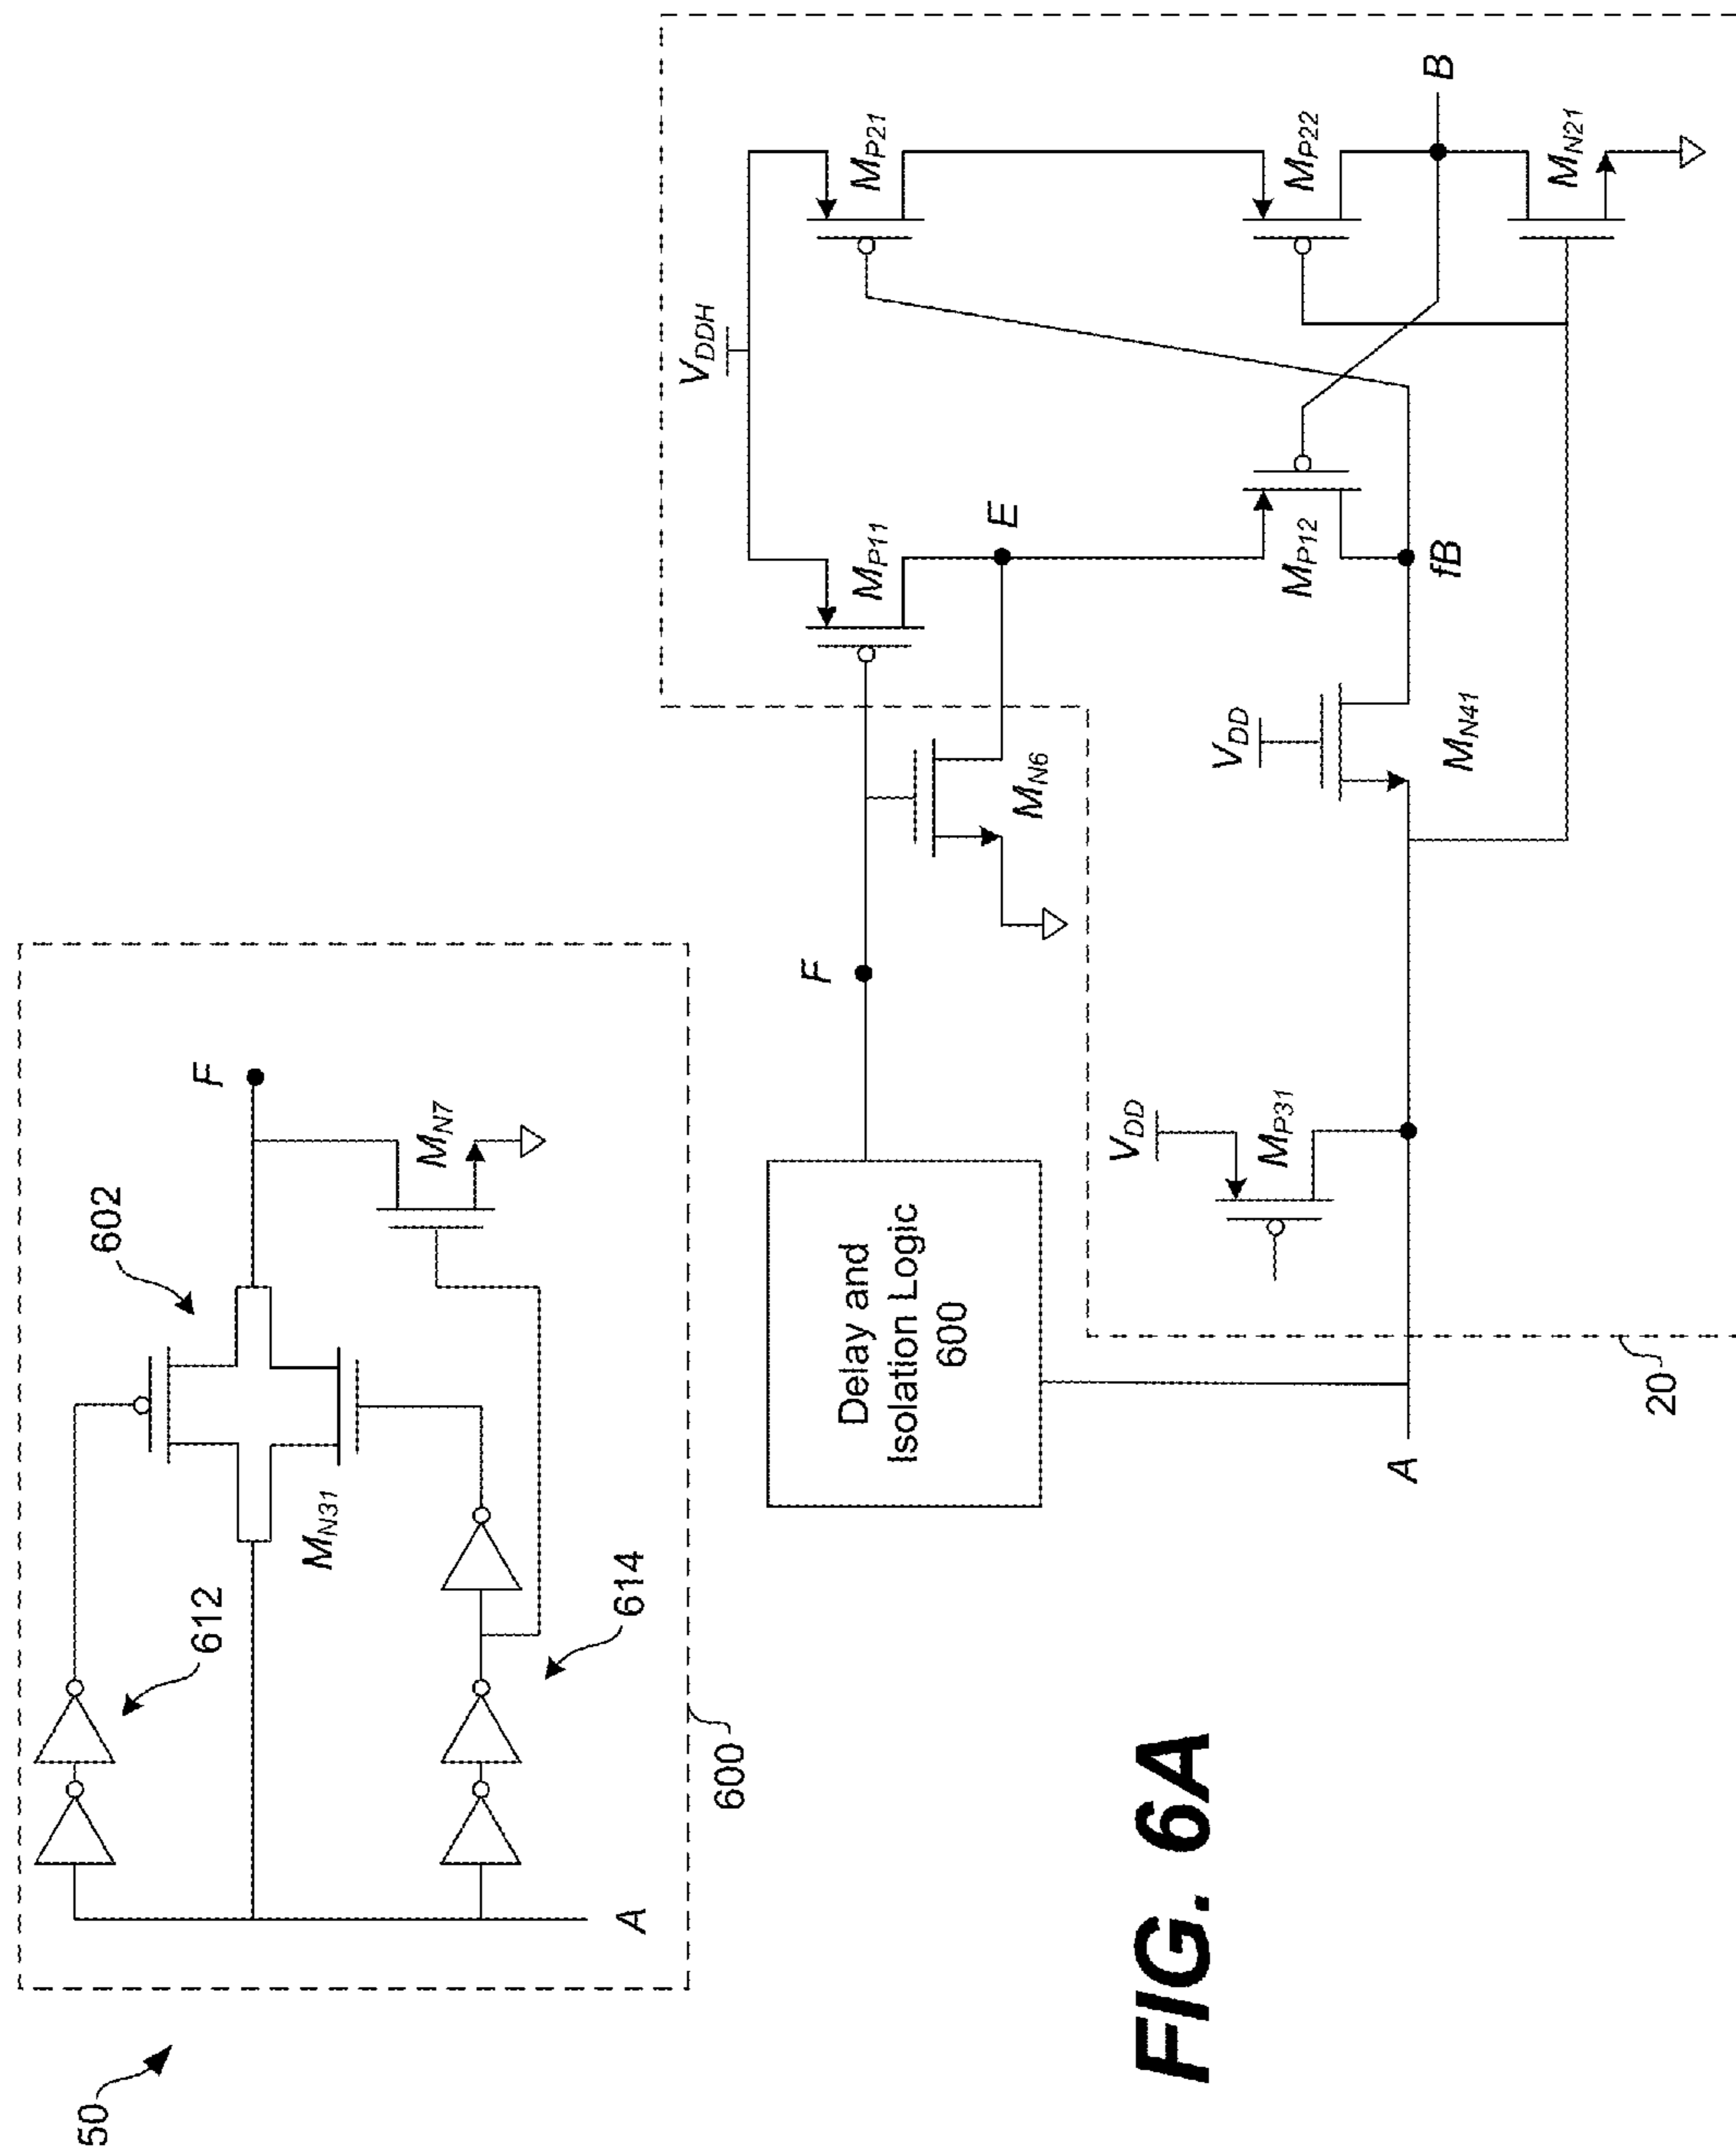 50
612
602
M_N31
F
M_N7
614
A
600
V_DDH
M_P11
M_P21
F
M_N6
E
Delay and
Isolation Logic
600
M_P12
M_P22
V_DD
V_DD
fB
B
M_P31
M_N41
M_N21
A
20
FIG. 6A